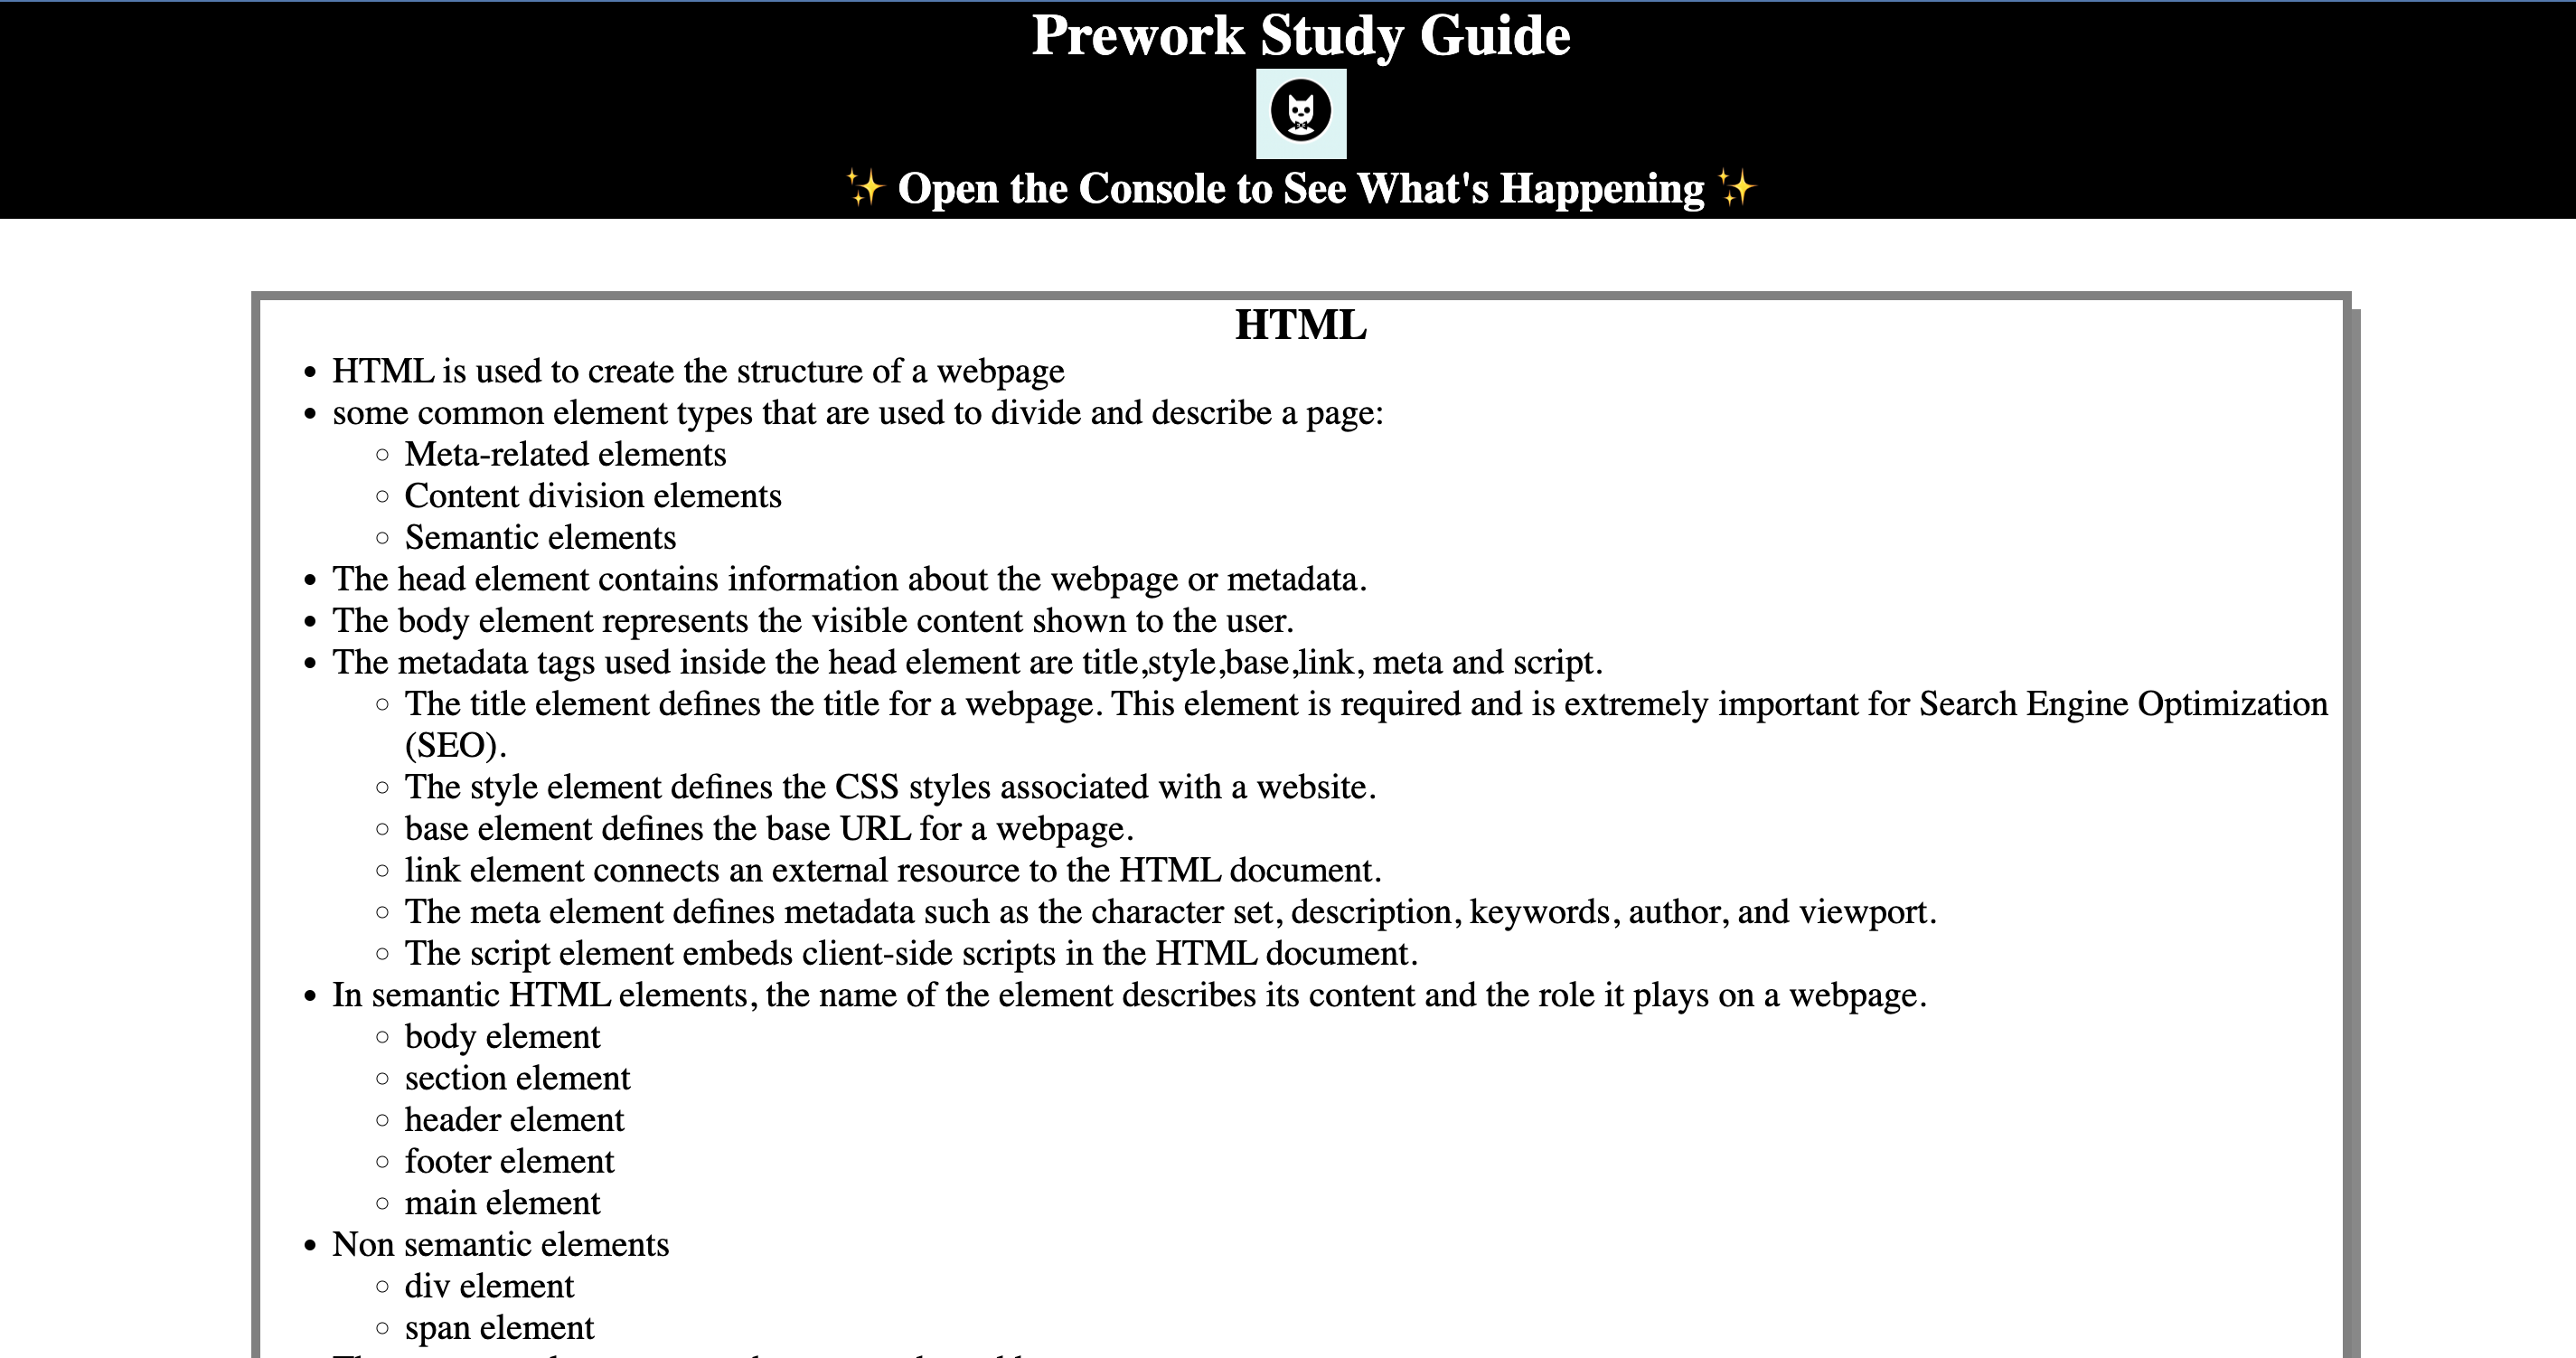 Prework Study Guide
✨ Open the Console to See What's Happening ✨
HTML
• HTML is used to create the structure of a webpage
• some common element types that are used to divide and describe a page:
◦ Meta-related elements
◦ Content division elements
◦ Semantic elements
• The head element contains information about the webpage or metadata.
• The body element represents the visible content shown to the user.
• The metadata tags used inside the head element are title,style,base,link, meta and script.
◦ The title element defines the title for a webpage. This element is required and is extremely important for Search Engine Optimization
(SEO).
◦ The style element defines the CSS styles associated with a website.
◦ base element defines the base URL for a webpage.
◦ link element connects an external resource to the HTML document.
◦ The meta element defines metadata such as the character set, description, keywords, author, and viewport.
◦ The script element embeds client-side scripts in the HTML document.
• In semantic HTML elements, the name of the element describes its content and the role it plays on a webpage.
◦ body element
◦ section element
◦ header element
◦ footer element
◦ main element
• Non semantic elements
◦ div element
◦ span element